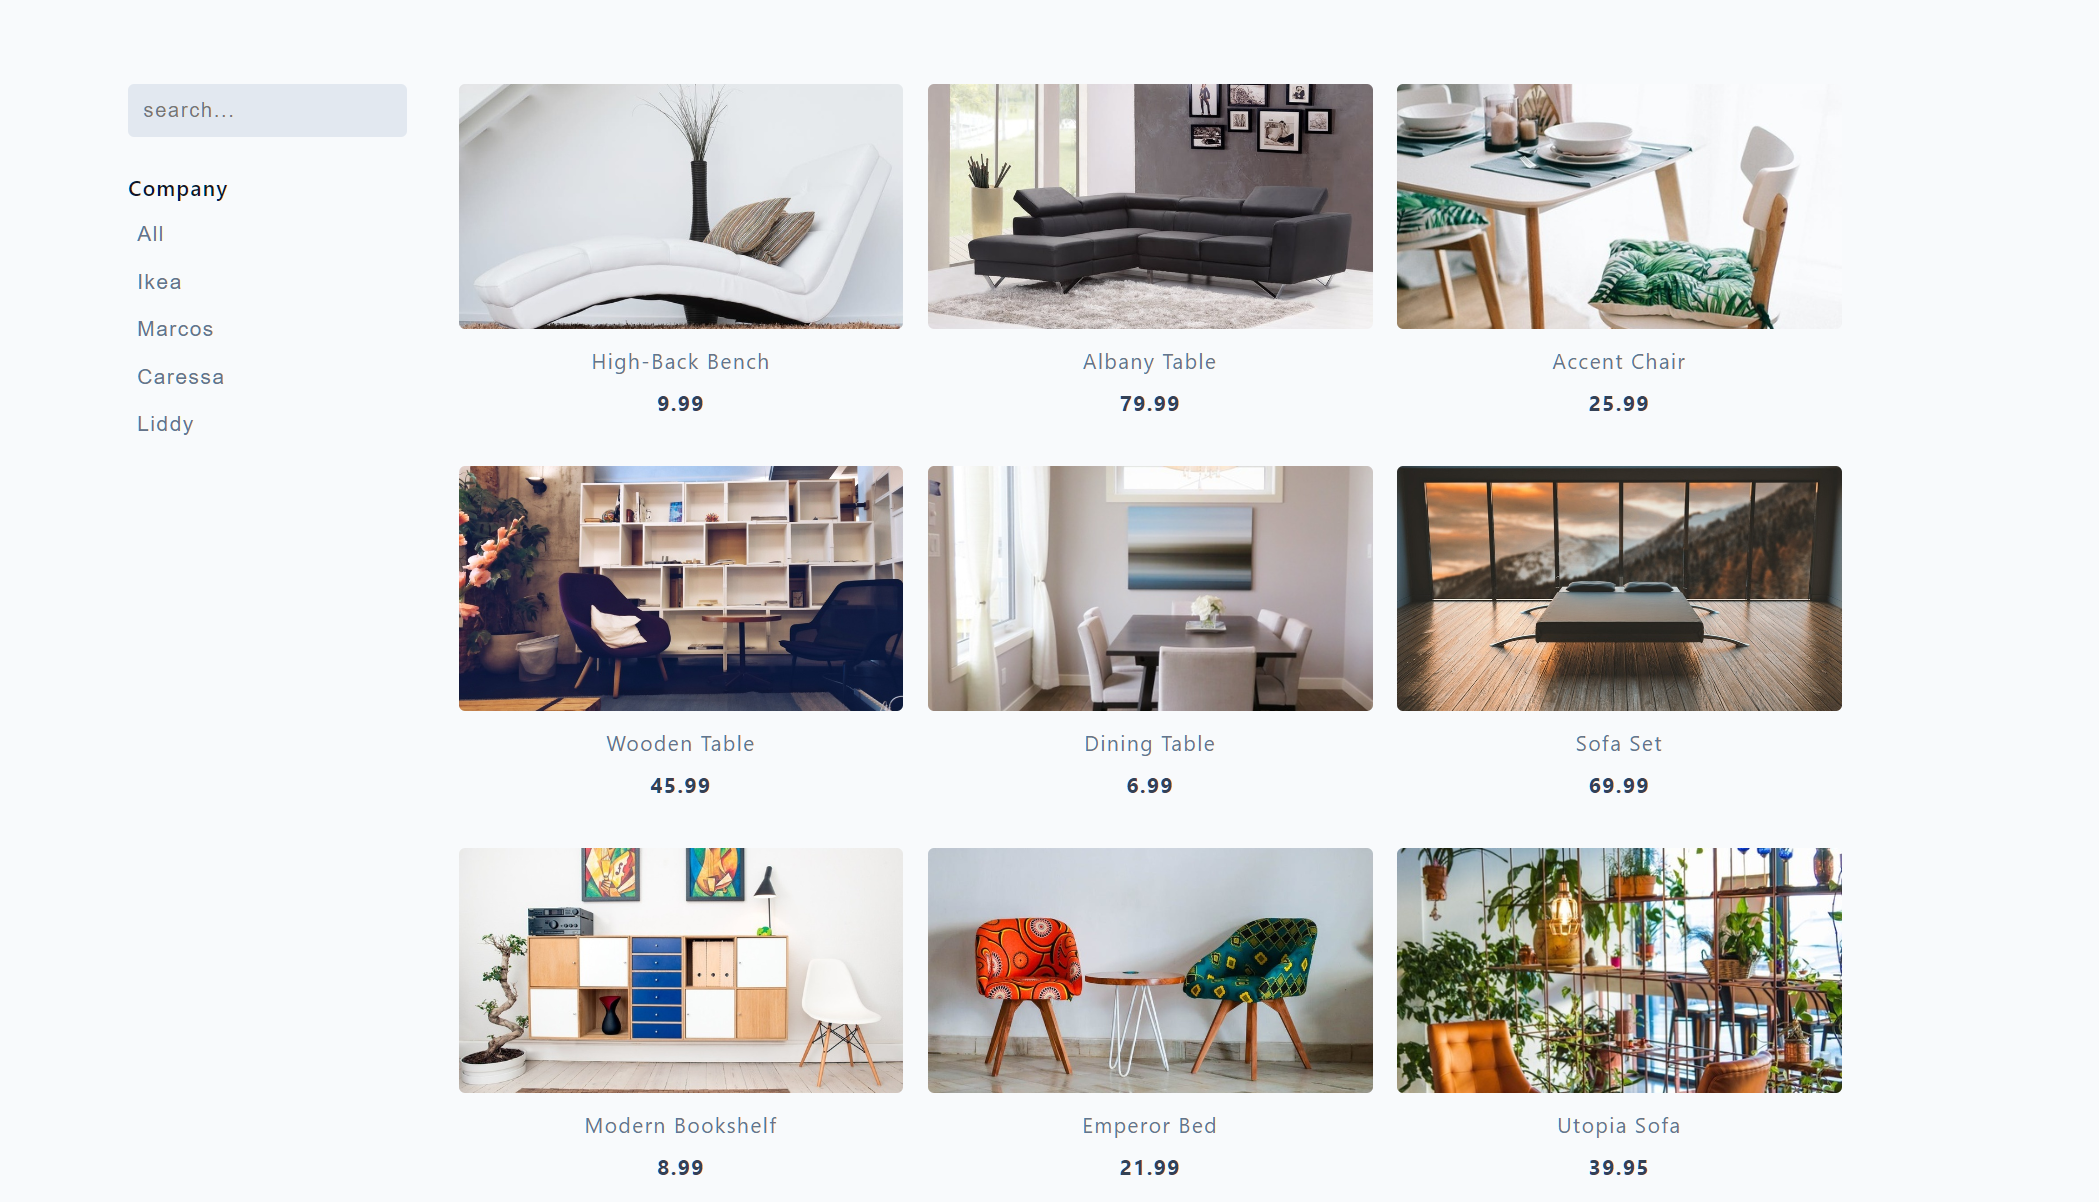 search...
Company
All
Ikea
Marcos
Caressa
Liddy
High-Back Bench
9.99
Albany Table
79.99
Accent Chair
25.99
Wooden Table
45.99
Dining Table
6.99
Sofa Set
69.99
Modern Bookshelf
8.99
Emperor Bed
21.99
Utopia Sofa
39.95